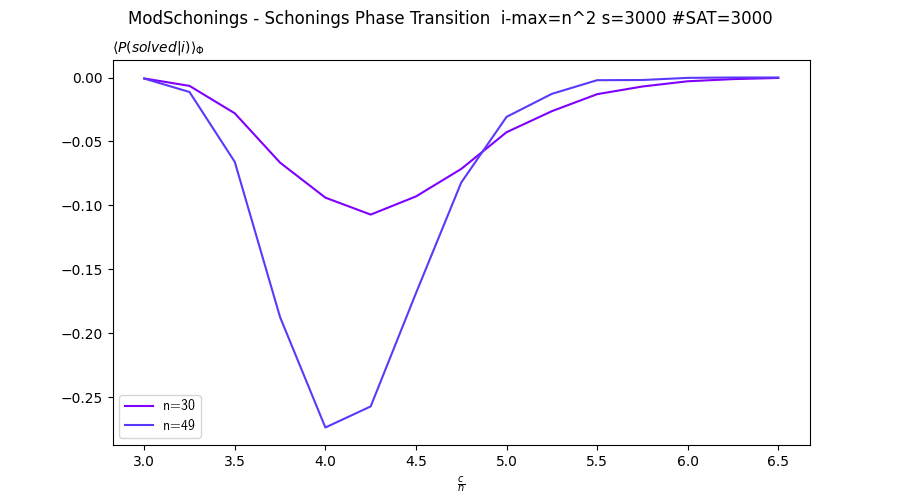 ModSchonings - Schonings Phase Transition i-max=n^2 s=3000 #SAT=3000
⟨P(solved|i)⟩Φ
0.00
−0.05
−0.10
−0.15
−0.20
−0.25
n=30
n=49
3.0 3.5 4.0 4.5 5.0 5.5 6.0 6.5
c/n